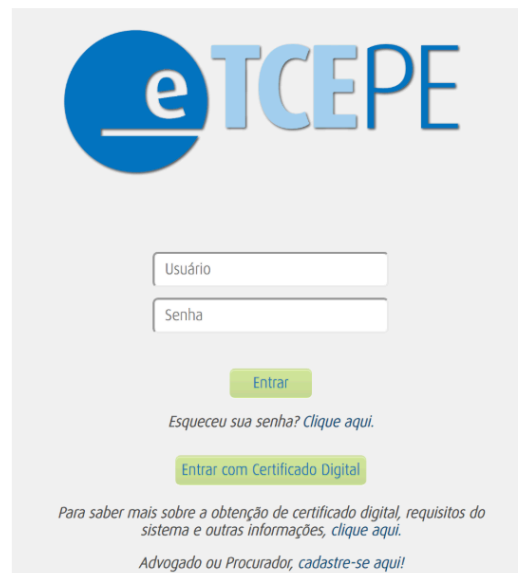 eTCEPE
Usuário
Senha
Entrar
Esqueceu sua senha? Clique aqui.
Entrar com Certificado Digital
Para saber mais sobre a obtenção de certificado digital, requisitos do
sistema e outras informações, clique aqui.
Advogado ou Procurador, cadastre-se aqui!